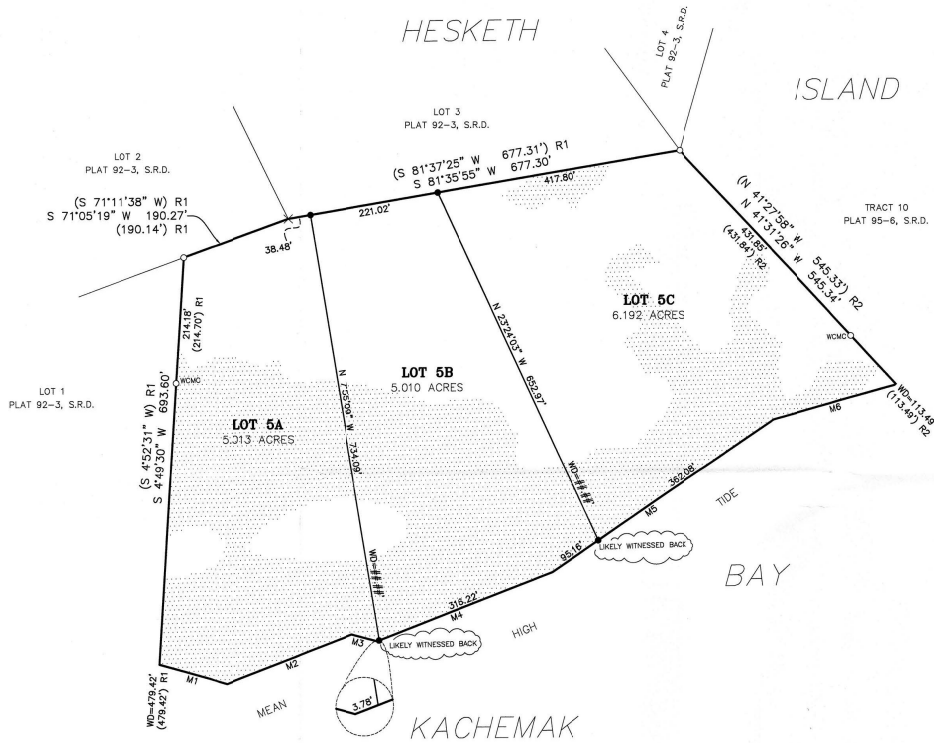 HESKETH
ISLAND
LOT 4
PLAT 92-3, S.R.D.
LOT 3
PLAT 92-3, S.R.D.
LOT 2
PLAT 92-3, S.R.D.
(S 81°37'25" W 677.31') R1
S 81°35'55" W 677.30'
417.80'
(S 71°11'38" W) R1
S 71°05'19" W 190.27'
(190.14') R1
221.02'
38.48'
(N 41°27'58" W 545.33') R2
N 41°31'26" W 545.34'
431.85'
(431.84') R2
TRACT 10
PLAT 95-6, S.R.D.
214.18'
(214.70') R1
LOT 5C
6.192 ACRES
N 23°24'03" W 652.97'
WCMC
LOT 5B
5.010 ACRES
WCMC
LOT 1
PLAT 92-3, S.R.D.
(S 4°52'31" W) R1
S 4°49'30" W 693.60'
LOT 5A
5.013 ACRES
N 7°55'09" W 734.09'
WD=113.49
(113.49') R2
M6
WD=##.##'
362.08'
M5
TIDE
LIKELY WITNESSED BACK
BAY
WD=##.##'
95.16'
315.22'
M4
HIGH
M3
LIKELY WITNESSED BACK
M2
M1
MEAN
WD=479.42'
(479.42') R1
3.78'
KACHEMAK